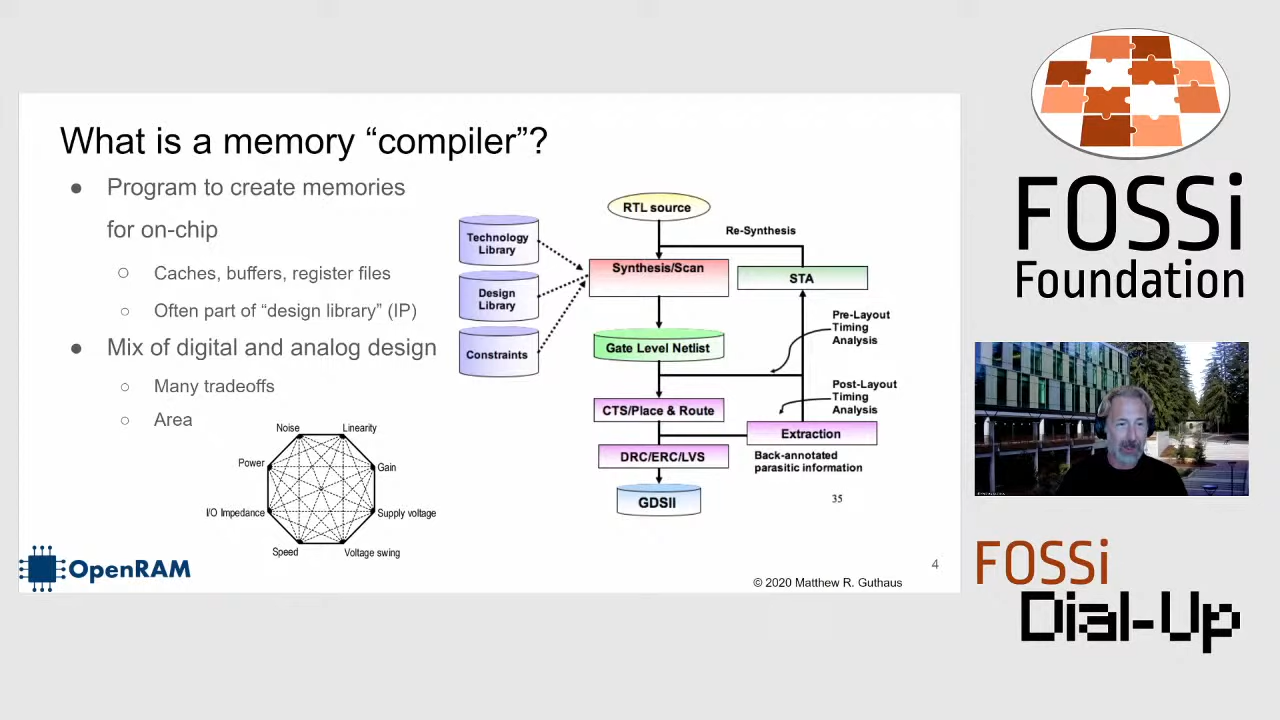 What is a memory “compiler”?
● Program to create memories
for on-chip
○ Caches, buffers, register files
○ Often part of “design library” (IP)
● Mix of digital and analog design
○ Many tradeoffs
○ Area
Noise
Linearity
Power
Gain
I/O Impedance
Supply voltage
Speed
Voltage swing
RTL source
Re-Synthesis
Technology
Library
Synthesis/Scan
STA
Design
Library
Pre-Layout
Timing
Analysis
Constraints
Gate Level Netlist
Post-Layout
Timing
Analysis
CTS/Place & Route
Extraction
DRC/ERC/LVS
Back-annotated
parasitic information
GDSII
35
OpenRAM
4
© 2020 Matthew R. Guthaus
FOSSi
Foundation
FOSSi
Dial-Up